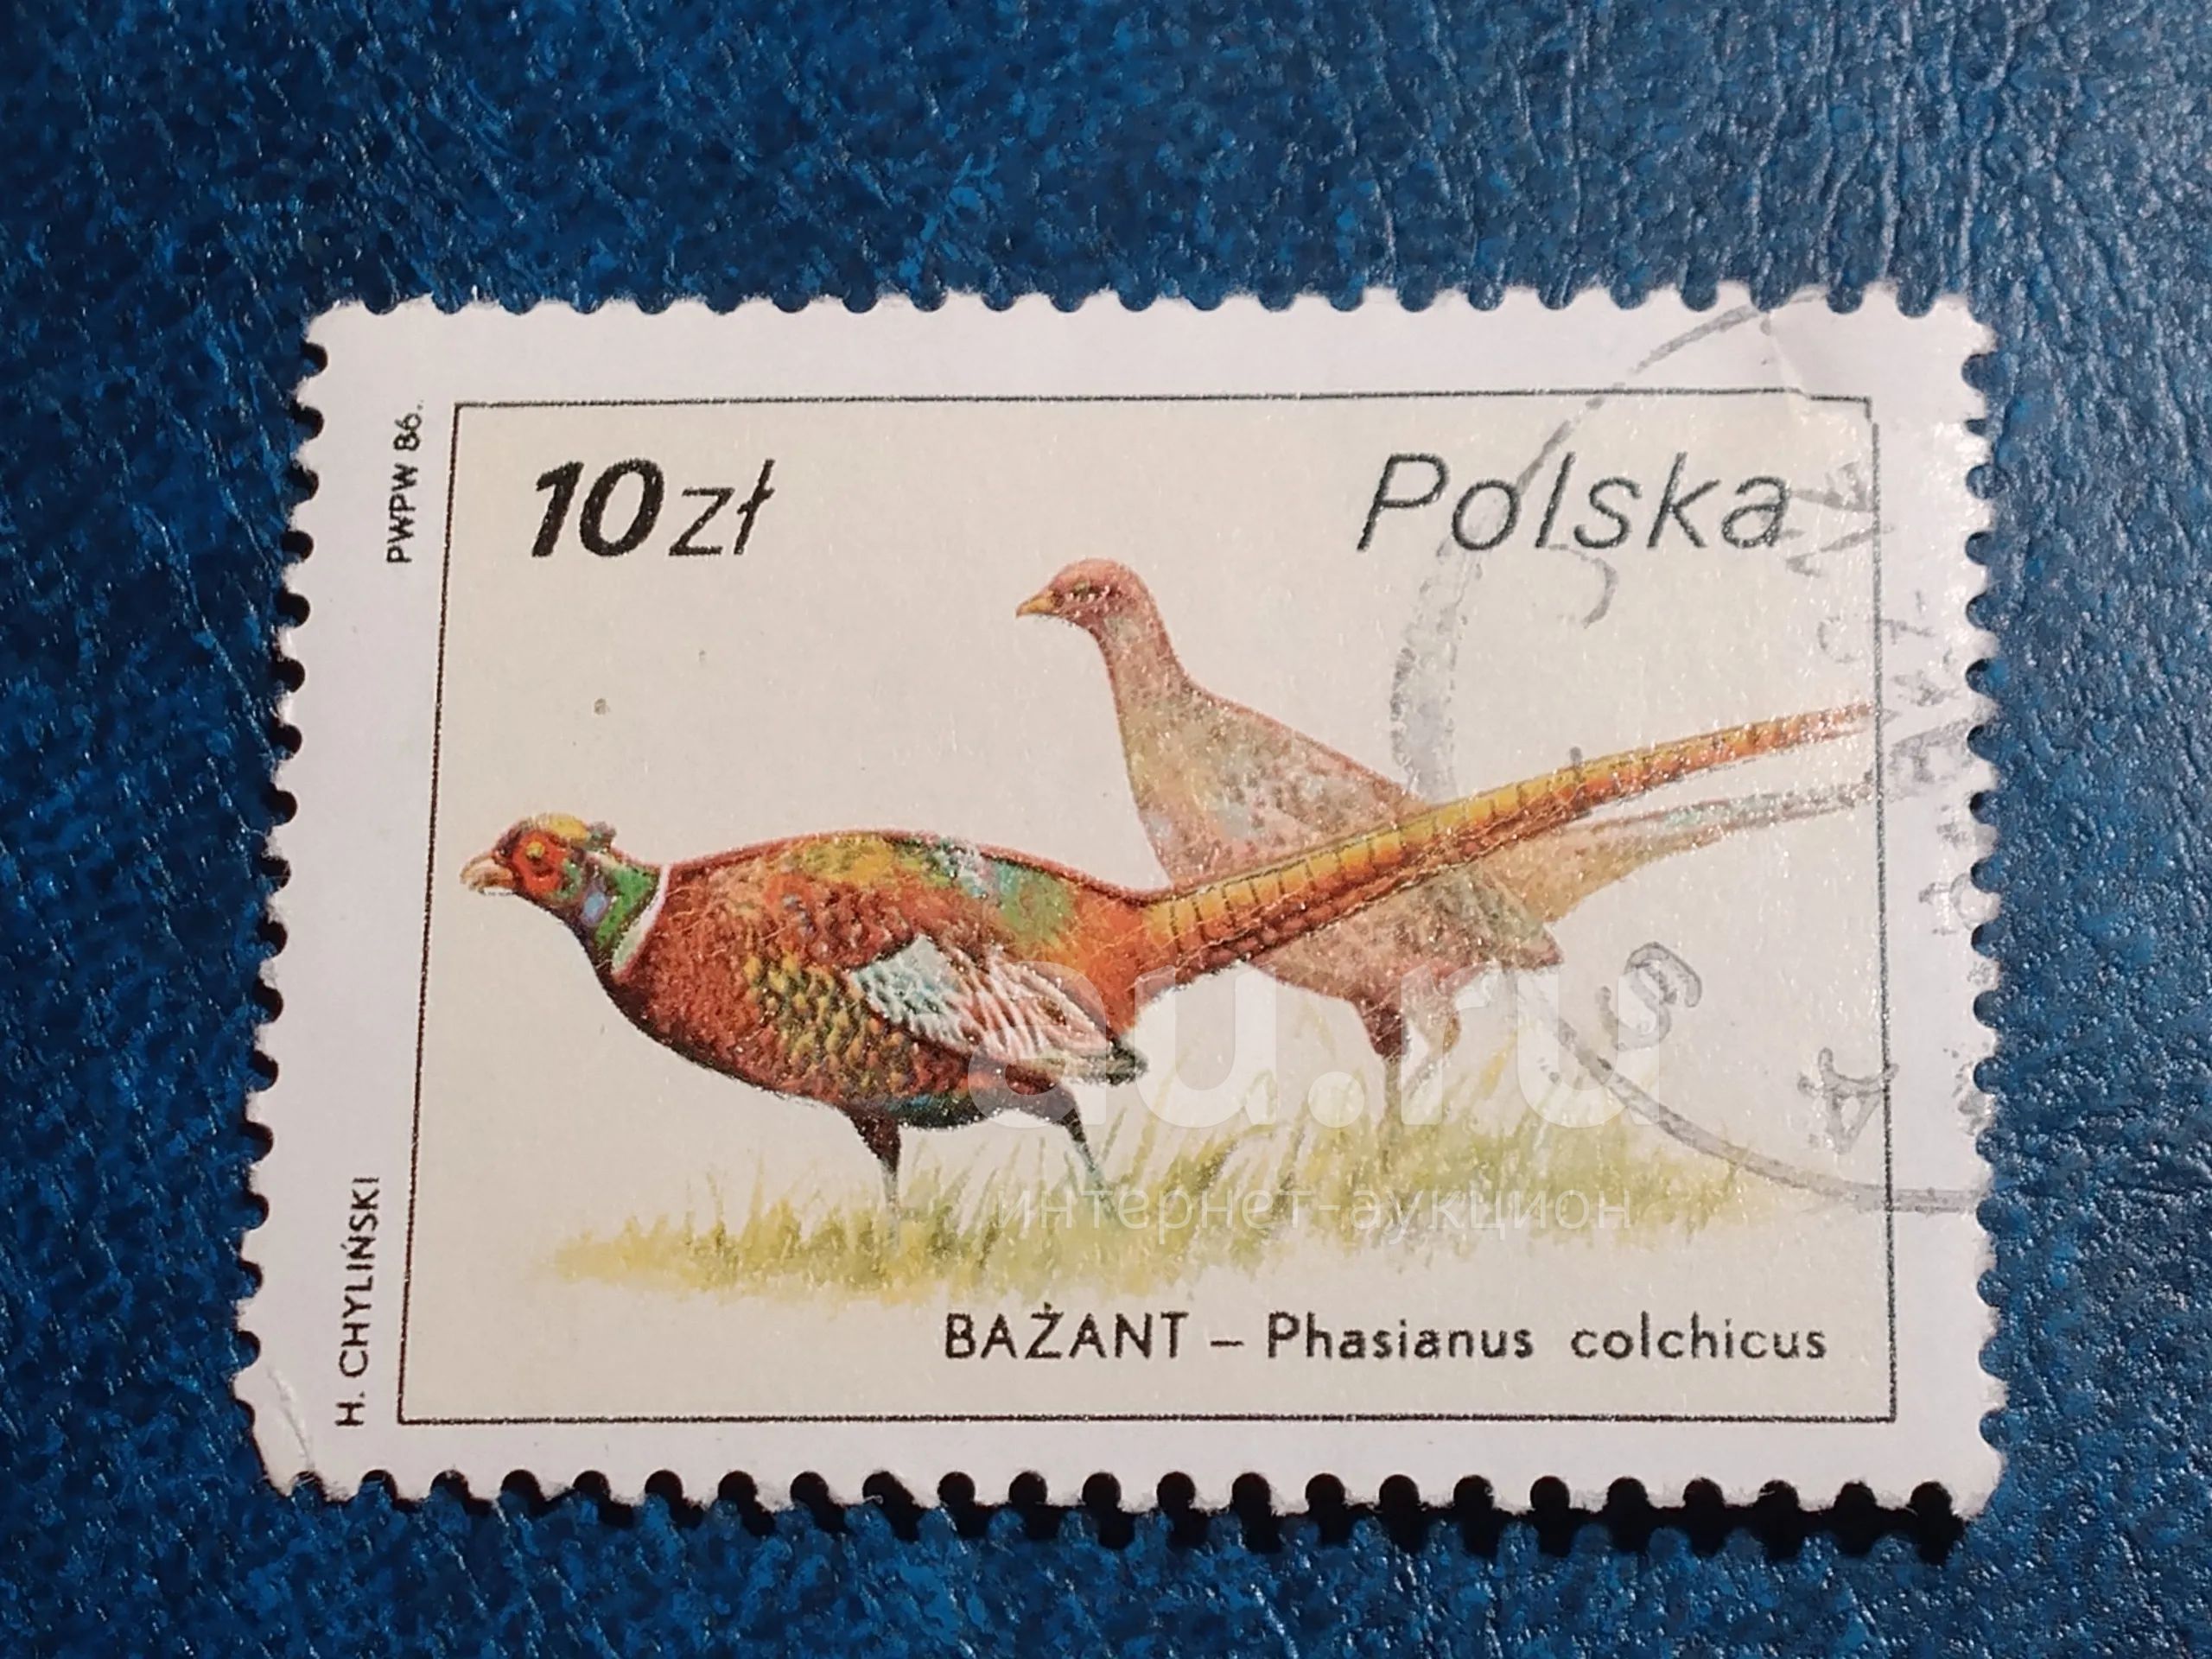 PWPW 86.
10 zł
Polska
au.ru
интернет-аукцион
BAŻANT – Phasianus colchicus
H. CHYLIŃSKI